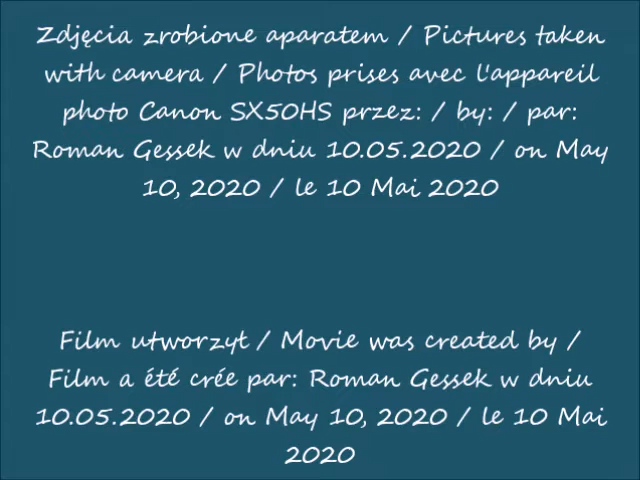 Zdjęcia zrobione aparatem / Pictures taken
with camera / Photos prises avec l'appareil
photo Canon SX50HS przez: / by: / par:
Roman Gessek w dniu 10.05.2020 / on May
10, 2020 / le 10 Mai 2020
Film utworzył / Movie was created by /
Film a été crée par: Roman Gessek w dniu
10.05.2020 / on May 10, 2020 / le 10 Mai
2020